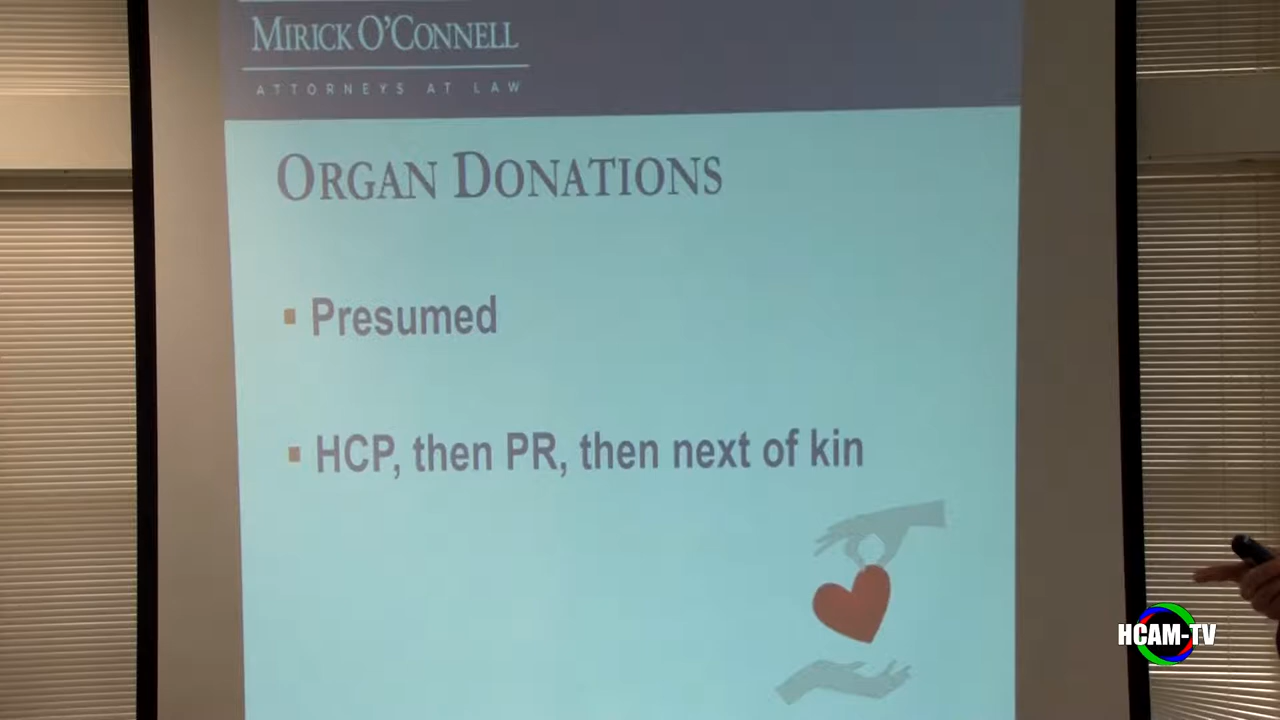 MIRICK O'CONNELL
ATTORNEYS AT LAW
ORGAN DONATIONS
▪ Presumed
▪ HCP, then PR, then next of kin
HCAM-TV